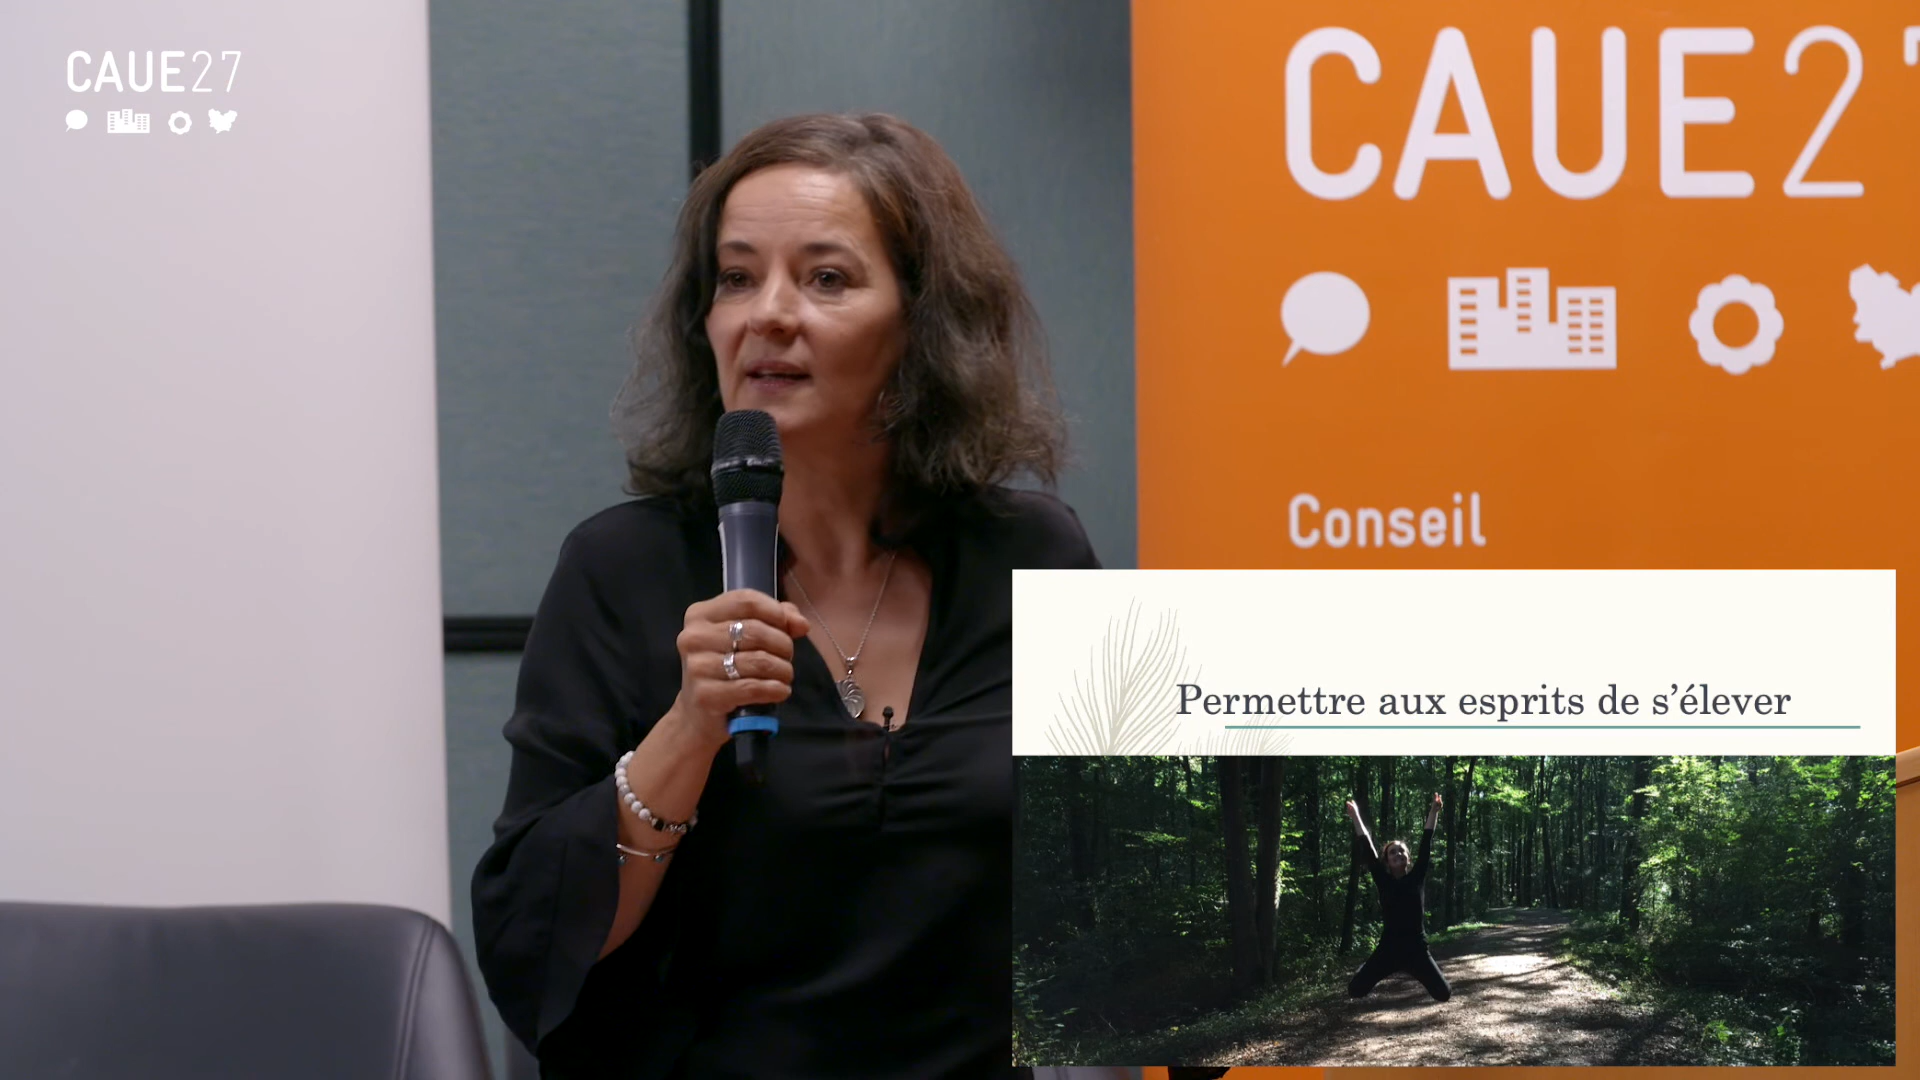 CAUE27
CAUE2
Conseil
Permettre aux esprits de s’élever